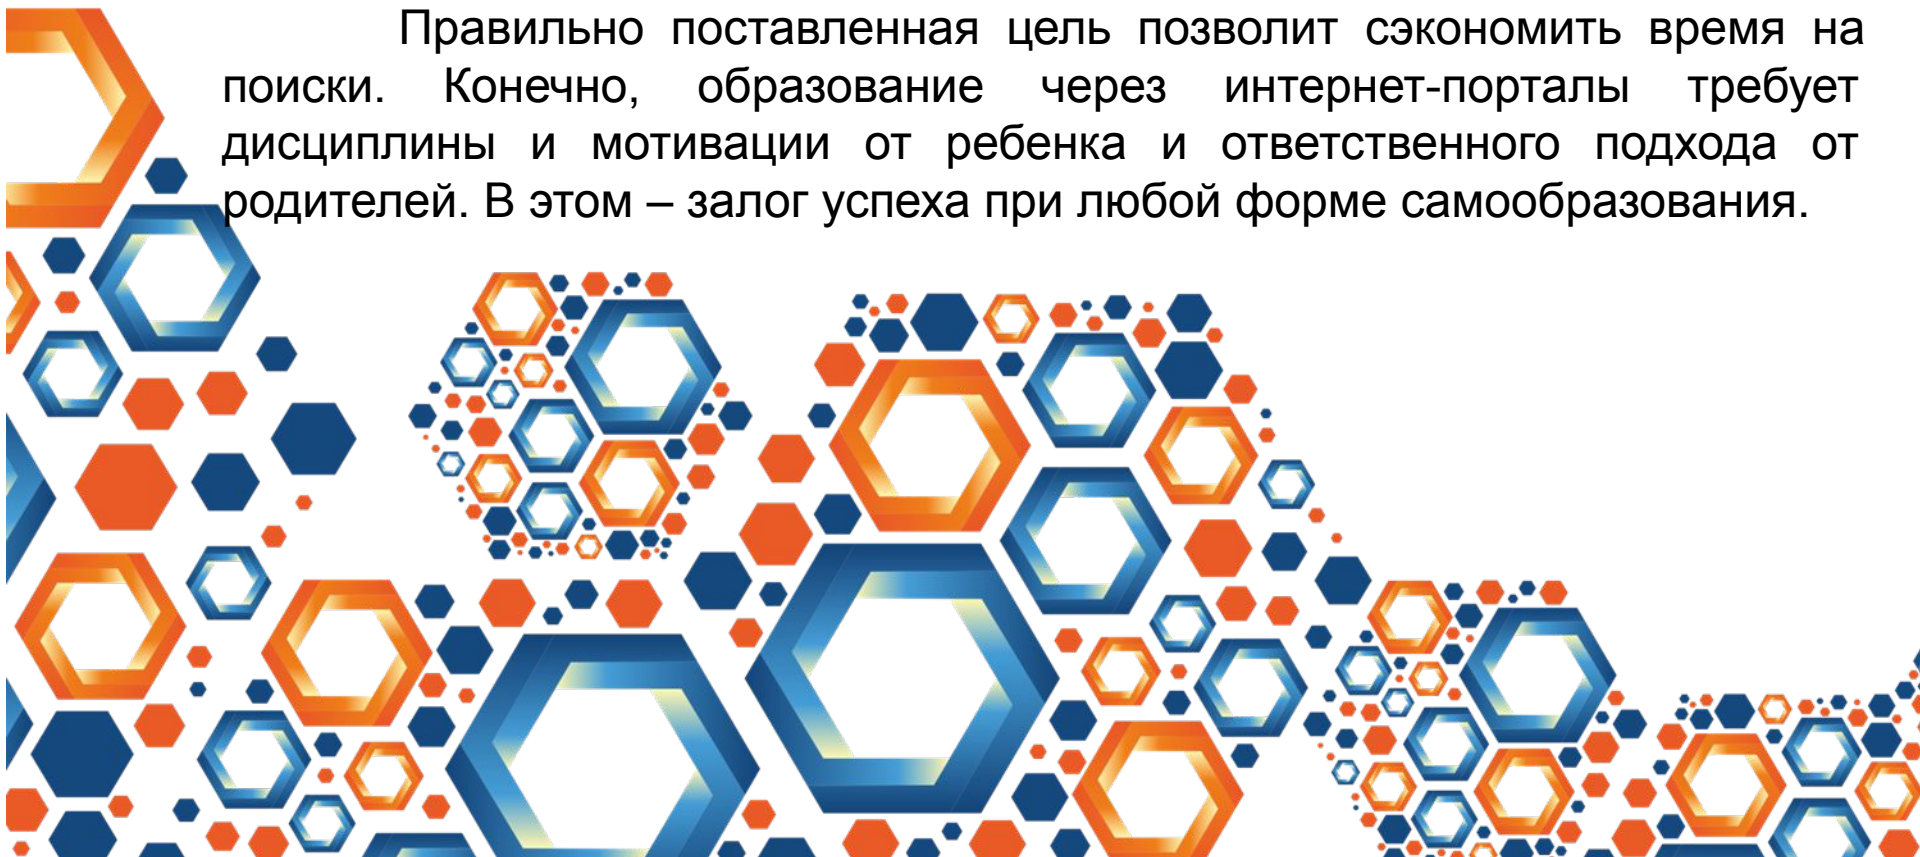 Правильно поставленная цель позволит сэкономить время на
поиски. Конечно, образование через интернет-порталы требует
дисциплины и мотивации от ребенка и ответственного подхода от
родителей. В этом – залог успеха при любой форме самообразования.